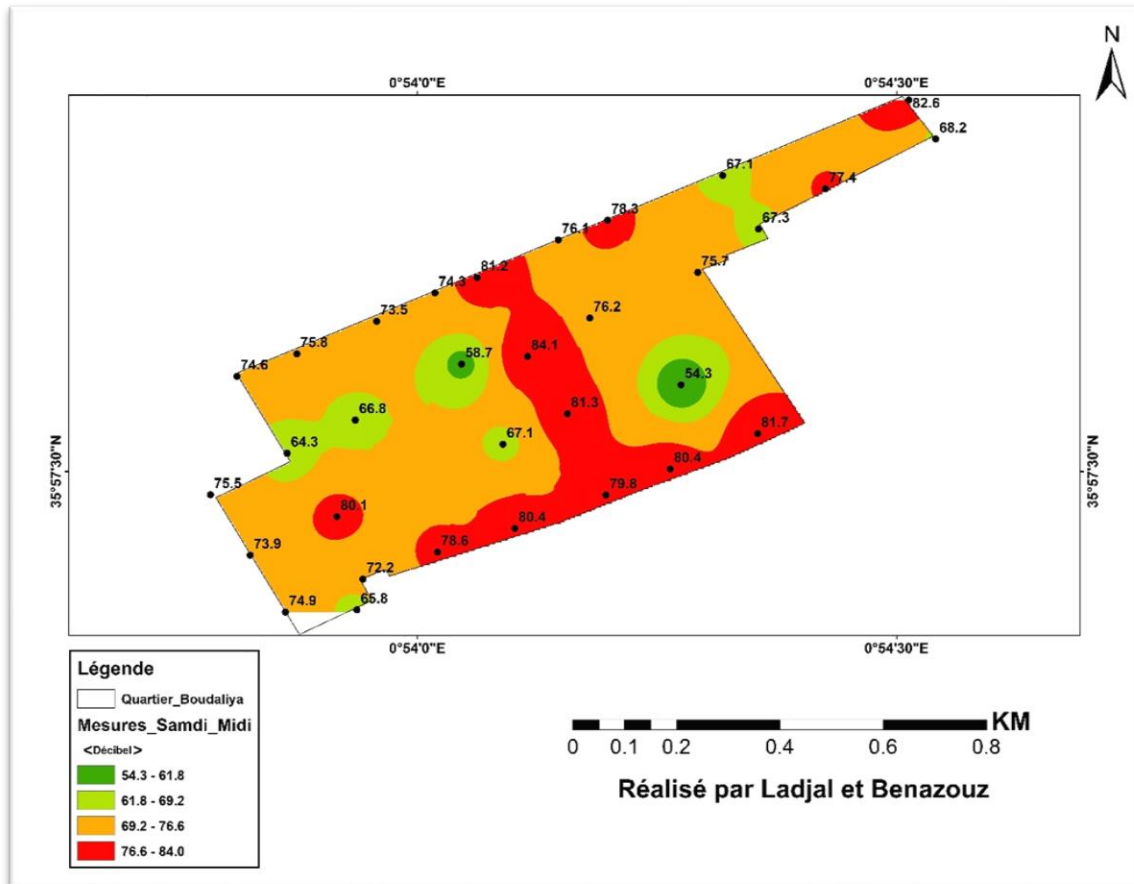 N
0°54'0"E 0°54'30"E
82.6
68.2
67.1
77.4
78.3
67.3
76.1
75.7
81.2
74.3
76.2
73.5
75.8
84.1
58.7
74.6
54.3
81.3
66.8
81.7
67.1
64.3
80.4
35°57'30"N 35°57'30"N
75.5
79.8
80.1
80.4
78.6
73.9
72.2
74.9
65.8
0°54'0"E 0°54'30"E
Légende
Quartier_Boudaliya
Mesures_Samdi_Midi
<Décibel>
54.3 - 61.8
61.8 - 69.2
69.2 - 76.6
76.6 - 84.0
KM
0 0.1 0.2 0.4 0.6 0.8
Réalisé par Ladjal et Benazouz